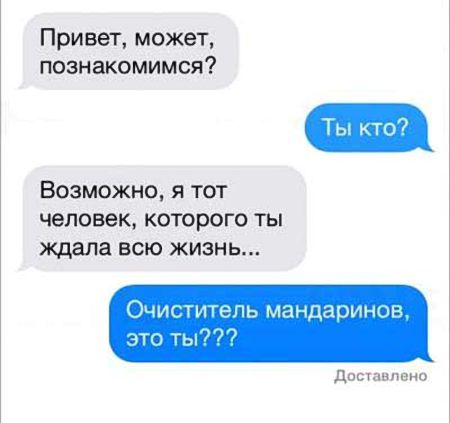 Привет, может,
познакомимся?
Ты кто?
Возможно, я тот
человек, которого ты
ждала всю жизнь...
Очиститель мандаринов,
это ты???
Доставлено